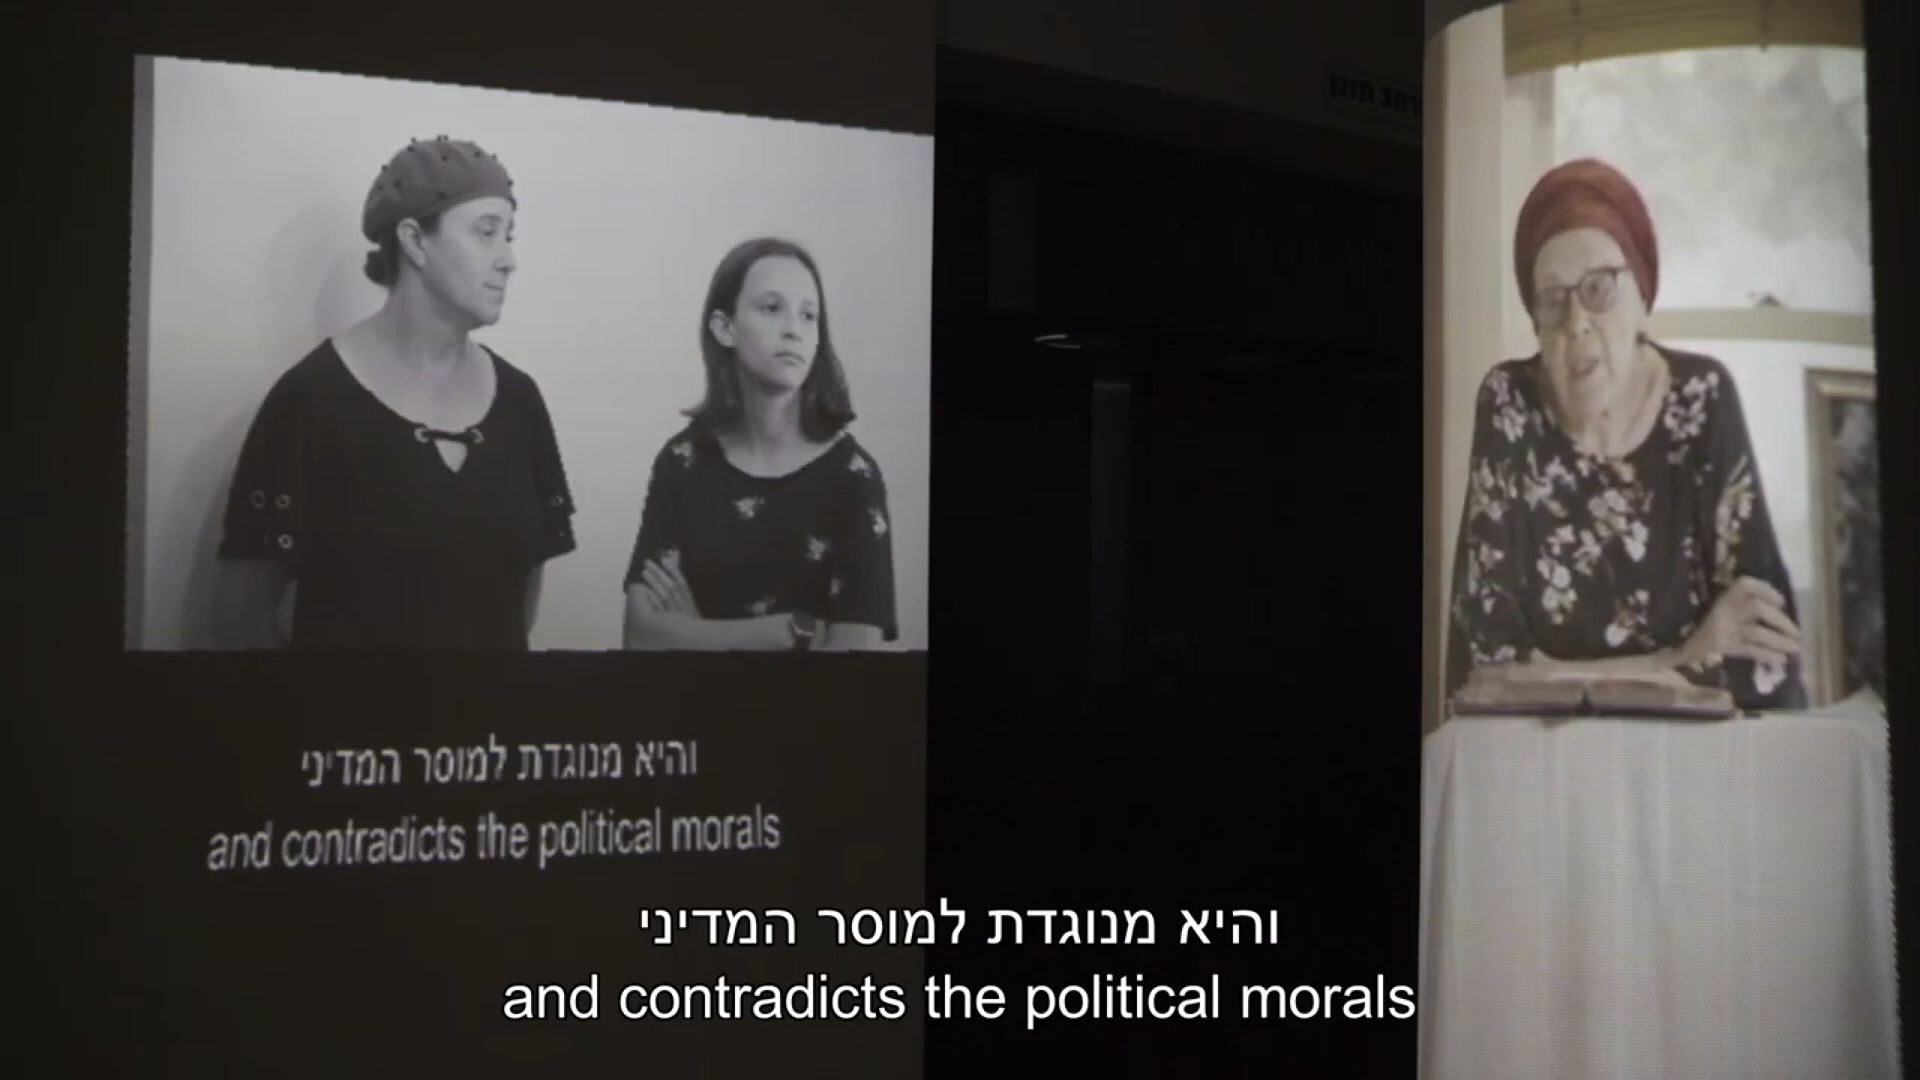 והיא מנוגדת למוסר המדיני
and contradicts the political morals
והיא מנוגדת למוסר המדיני
and contradicts the political morals